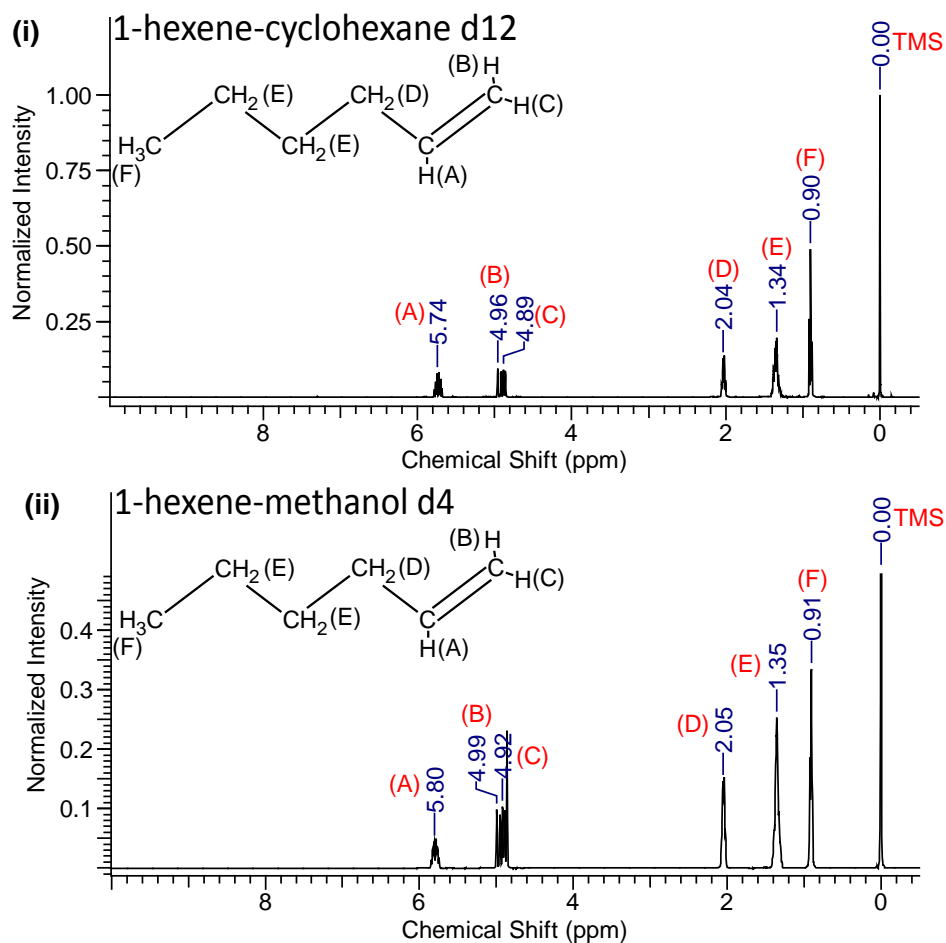 (i) 1-hexene-cyclohexane d12
(B) H
CH2 (E) CH2 (D) C H(C)
H3C CH2 (E) C
(F) H(A)
Normalized Intensity
1.00
0.75
0.50
0.25
(A) 5.74
(B) 4.96
4.89 (C)
(D) 2.04
(E) 1.34
(F) 0.90
0.00 TMS
8 6 4 2 0
Chemical Shift (ppm)
(ii) 1-hexene-methanol d4
(B) H
CH2 (E) CH2 (D) C H(C)
H3C CH2 (E) C
(F) H(A)
Normalized Intensity
0.4
0.3
0.2
0.1
(A) 5.80
(B) 4.99
4.92 (C)
(D) 2.05
(E) 1.35
(F) 0.91
0.00 TMS
8 6 4 2 0
Chemical Shift (ppm)